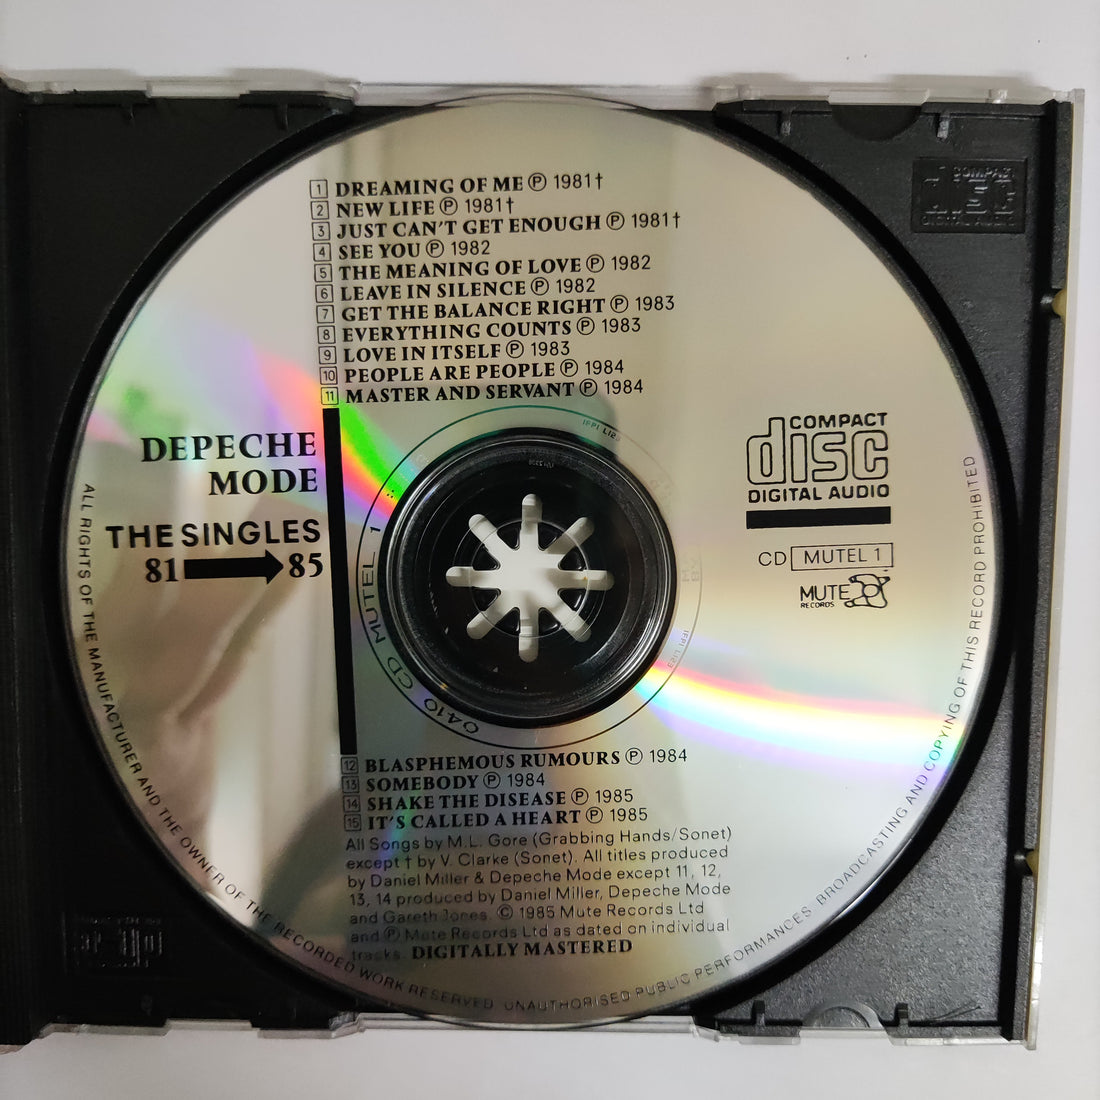 1 DREAMING OF ME Ⓟ 1981†
2 NEW LIFE Ⓟ 1981†
3 JUST CAN'T GET ENOUGH Ⓟ 1981†
4 SEE YOU Ⓟ 1982
5 THE MEANING OF LOVE Ⓟ 1982
6 LEAVE IN SILENCE Ⓟ 1982
7 GET THE BALANCE RIGHT Ⓟ 1983
8 EVERYTHING COUNTS Ⓟ 1983
9 LOVE IN ITSELF Ⓟ 1983
10 PEOPLE ARE PEOPLE Ⓟ 1984
11 MASTER AND SERVANT Ⓟ 1984
DEPECHE
MODE
THE SINGLES
81 85
COMPACT
disc
DIGITAL AUDIO
CD MUTEL 1
MUTE
RECORDS
0410 CD MUTEL 1
IFPI L123
12 BLASPHEMOUS RUMOURS Ⓟ 1984
13 SOMEBODY Ⓟ 1984
14 SHAKE THE DISEASE Ⓟ 1985
15 IT'S CALLED A HEART Ⓟ 1985
All Songs by M.L. Gore (Grabbing Hands/Sonet)
except † by V. Clarke (Sonet). All titles produced
by Daniel Miller & Depeche Mode except 11, 12,
13, 14 produced by Daniel Miller, Depeche Mode
and Gareth Jones. © 1985 Mute Records Ltd
and Ⓟ Mute Records Ltd as dated on individual
tracks. DIGITALLY MASTERED
ALL RIGHTS OF THE MANUFACTURER AND THE OWNER OF THE RECORDED WORK RESERVED UNAUTHORISED PUBLIC PERFORMANCES BROADCASTING AND COPYING OF THIS RECORD PROHIBITED
COMPACT
disc
DIGITAL AUDIO